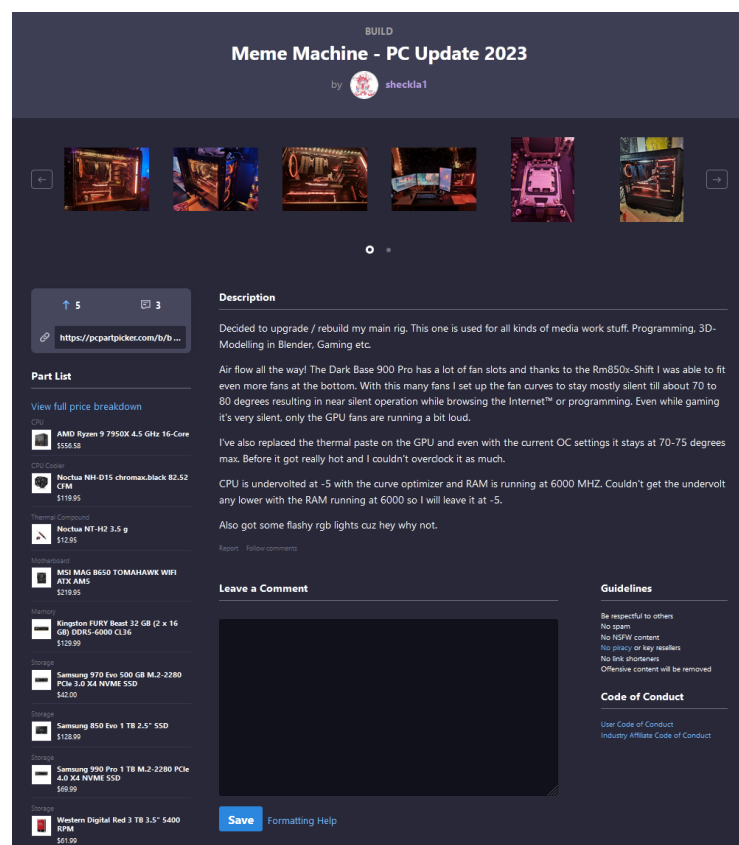 BUILD
Meme Machine - PC Update 2023
by sheckla1
5
3
https://pcpartpicker.com/b/b ...
Part List
View full price breakdown
CPU
AMD Ryzen 9 7950X 4.5 GHz 16-Core
$556.58
CPU Cooler
Noctua NH-D15 chromax.black 82.52
CFM
$119.95
Thermal Compound
Noctua NT-H2 3.5 g
$12.95
Motherboard
MSI MAG B650 TOMAHAWK WIFI
ATX AM5
$219.95
Memory
Kingston FURY Beast 32 GB (2 x 16
GB) DDR5-6000 CL36
$129.99
Storage
Samsung 970 Evo 500 GB M.2-2280
PCIe 3.0 X4 NVME SSD
$42.00
Storage
Samsung 850 Evo 1 TB 2.5" SSD
$128.99
Storage
Samsung 990 Pro 1 TB M.2-2280 PCIe
4.0 X4 NVME SSD
$69.99
Storage
Western Digital Red 3 TB 3.5" 5400
RPM
$61.99
Description
Decided to upgrade / rebuild my main rig. This one is used for all kinds of media work stuff. Programming, 3D-
Modelling in Blender, Gaming etc.
Air flow all the way! The Dark Base 900 Pro has a lot of fan slots and thanks to the Rm850x-Shift I was able to fit
even more fans at the bottom. With this many fans I set up the fan curves to stay mostly silent till about 70 to
80 degrees resulting in near silent operation while browsing the Internet™ or programming. Even while gaming
it's very silent, only the GPU fans are running a bit loud.
I've also replaced the thermal paste on the GPU and even with the current OC settings it stays at 70-75 degrees
max. Before it got really hot and I couldn't overclock it as much.
CPU is undervolted at -5 with the curve optimizer and RAM is running at 6000 MHZ. Couldn't get the undervolt
any lower with the RAM running at 6000 so I will leave it at -5.
Also got some flashy rgb lights cuz hey why not.
Report Follow comments
Leave a Comment
Save
Formatting Help
Guidelines
Be respectful to others
No spam
No NSFW content
No piracy or key resellers
No link shorteners
Offensive content will be removed
Code of Conduct
User Code of Conduct
Industry Affiliate Code of Conduct